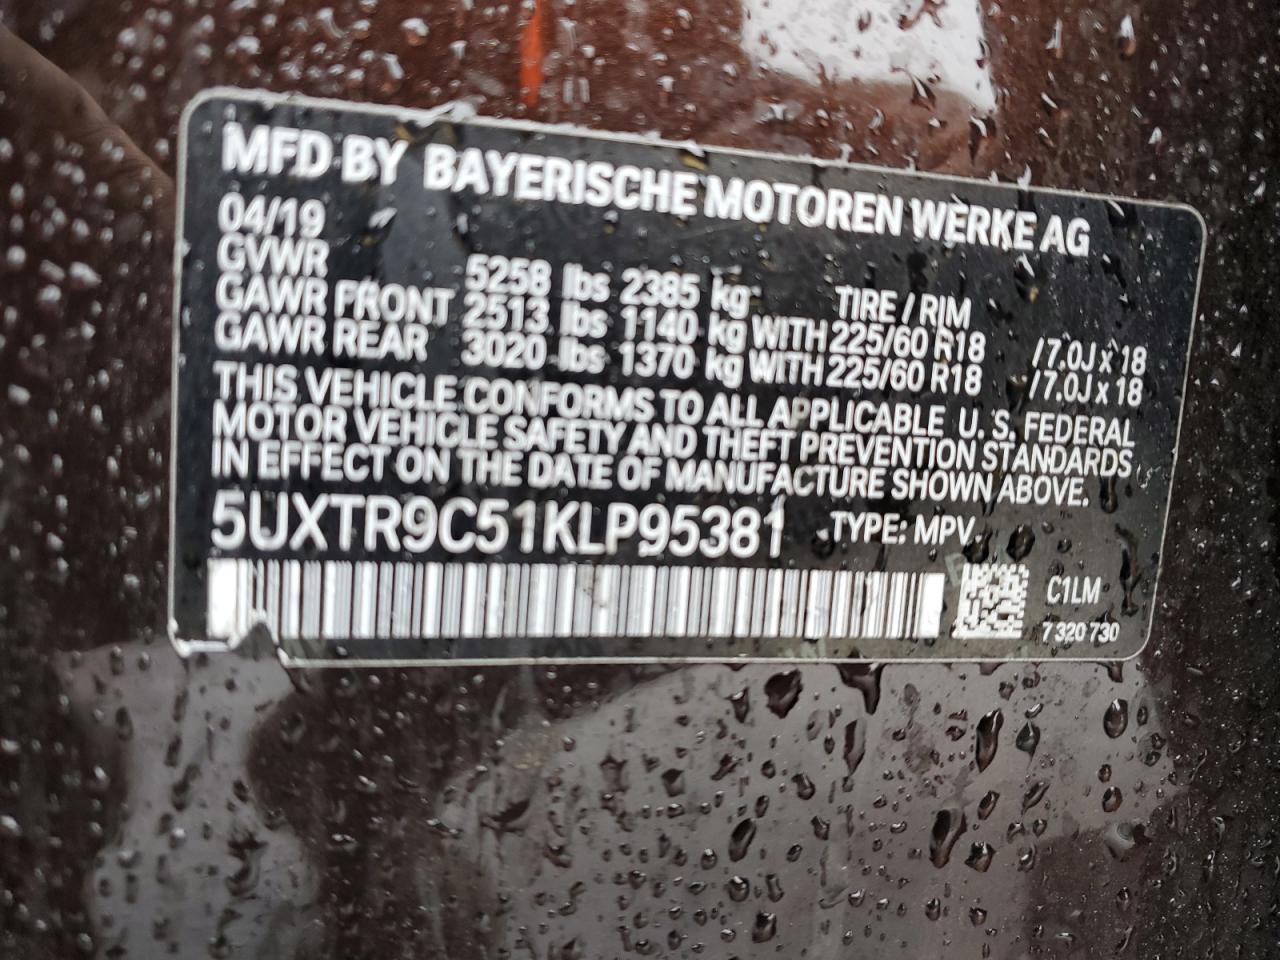 MFD BY BAYERISCHE MOTOREN WERKE AG
04/19
GVWR 5258 lbs 2385 kg TIRE / RIM
GAWR FRONT 2513 lbs 1140 kg WITH 225/60 R18 / 7.0J x 18
GAWR REAR 3020 lbs 1370 kg WITH 225/60 R18 / 7.0J x 18
THIS VEHICLE CONFORMS TO ALL APPLICABLE U. S. FEDERAL
MOTOR VEHICLE SAFETY AND THEFT PREVENTION STANDARDS
IN EFFECT ON THE DATE OF MANUFACTURE SHOWN ABOVE.
5UXTR9C51KLP95381 TYPE: MPV
C1LM
7 320 730